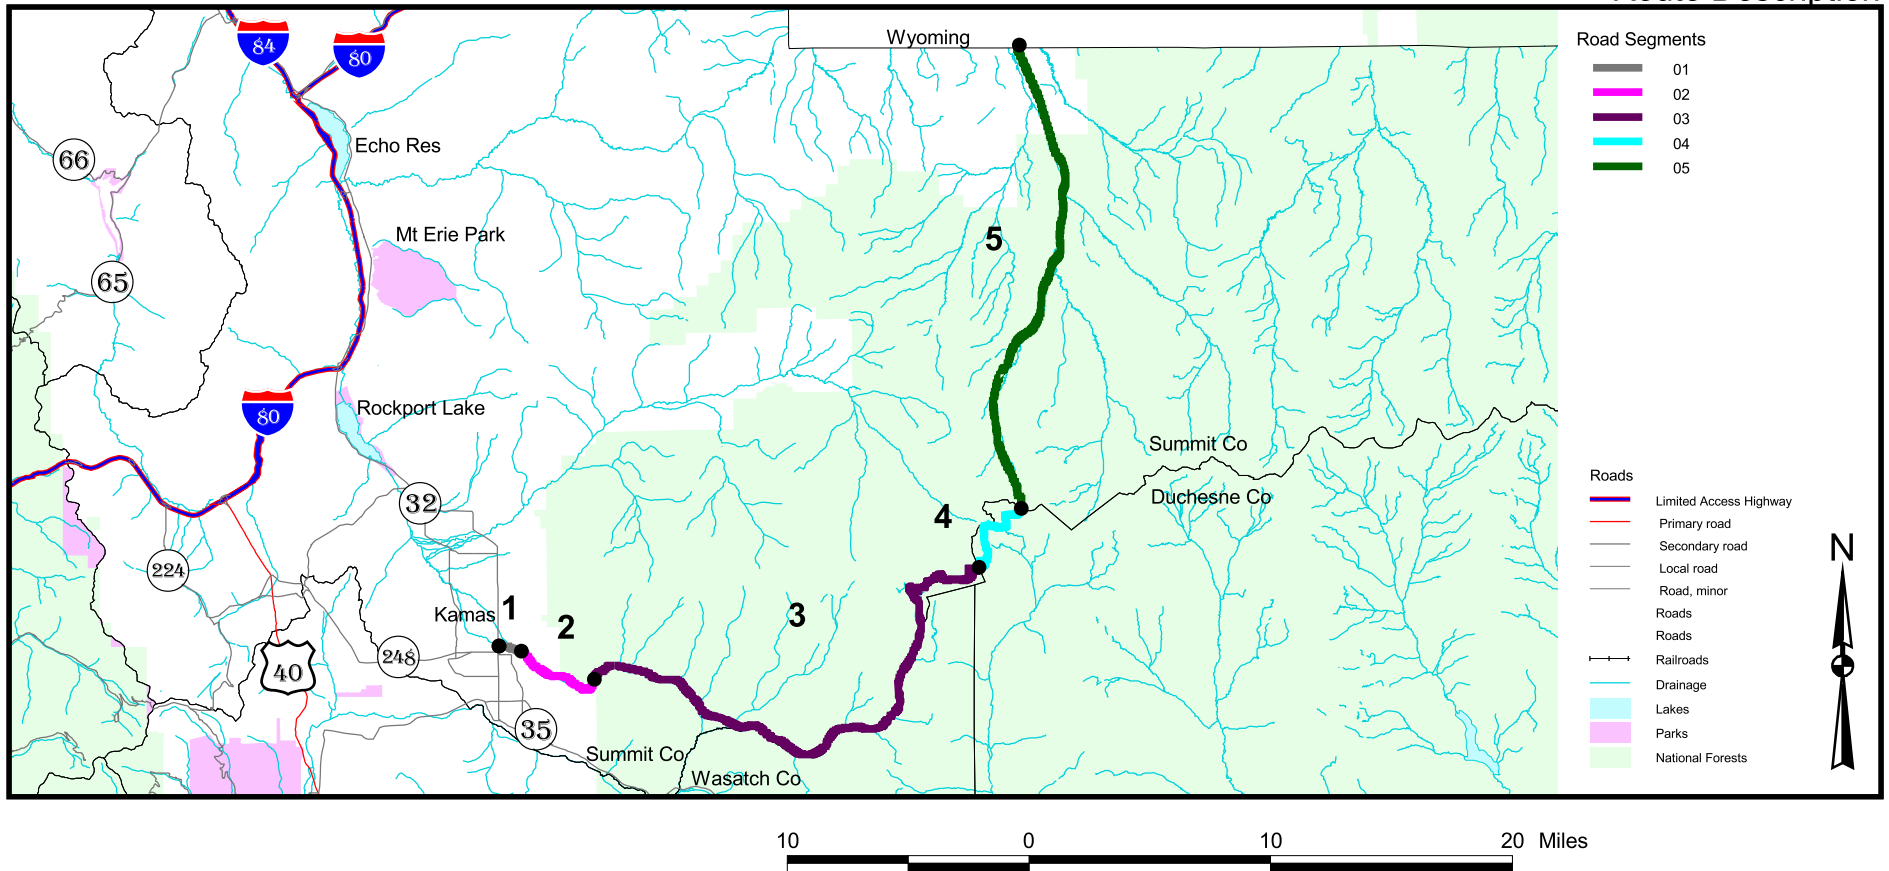 Route Description
84
80
Wyoming
Road Segments
01
02
03
04
05
66
Echo Res
Mt Erie Park
5
65
80
Rockport Lake
Summit Co
Duchesne Co
32
4
224
Kamas
1
2
3
248
40
35
Summit Co
Wasatch Co
Roads
Limited Access Highway
Primary road
Secondary road
Local road
Road, minor
Roads
Roads
Railroads
Drainage
Lakes
Parks
National Forests
N
10 0 10 20 Miles